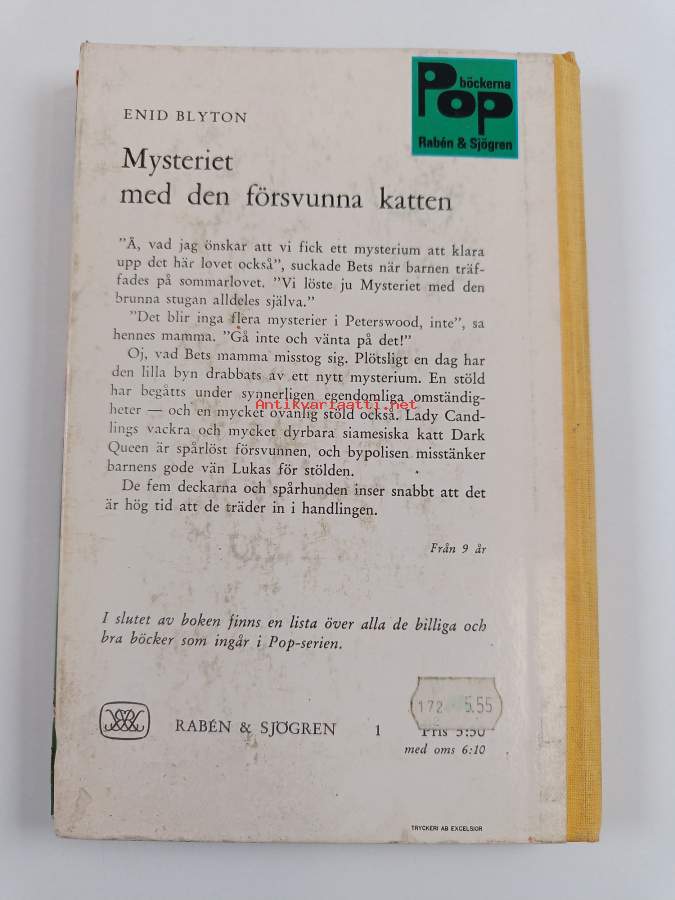 böckerna
Pop
Rabén & Sjögren
ENID BLYTON
Mysteriet
med den försvunna katten
”Å, vad jag önskar att vi fick ett mysterium att klara
upp det här lovet också”, suckade Bets när barnen träf-
fades på sommarlovet. ”Vi löste ju Mysteriet med den
brunna stugan alldeles själva.”
”Det blir inga flera mysterier i Peterswood, inte”, sa
hennes mamma. ”Gå inte och vänta på det!”
Oj, vad Bets mamma misstog sig. Plötsligt en dag har
den lilla byn drabbats av ett nytt mysterium. En stöld
har begåtts under synnerligen egendomliga omständig-
heter — och en mycket ovanlig stöld också. Lady Cand-
Antikvariaatti.net
lings vackra och mycket dyrbara siamesiska katt Dark
Queen är spårlöst försvunnen, och bypolisen misstänker
barnens gode vän Lukas för stölden.
De fem deckarna och spårhunden inser snabbt att det
är hög tid att de träder in i handlingen.
Från 9 år
I slutet av boken finns en lista över alla de billiga och
bra böcker som ingår i Pop-serien.
172 5.55
RABÉN & SJÖGREN 1 Pris 5:50
med oms 6:10
TRYCKERI AB EXCELSIOR